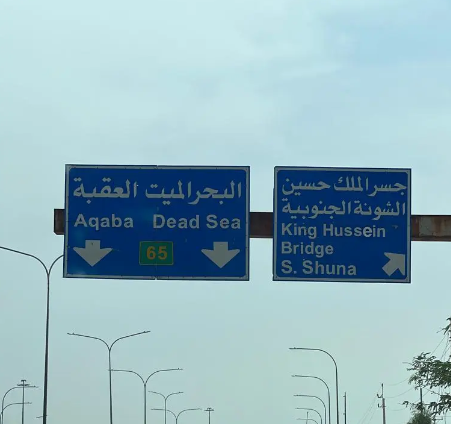 البحر الميت العقبة
Aqaba Dead Sea
65
جسر الملك حسين
الشونة الجنوبية
King Hussein
Bridge
S. Shuna